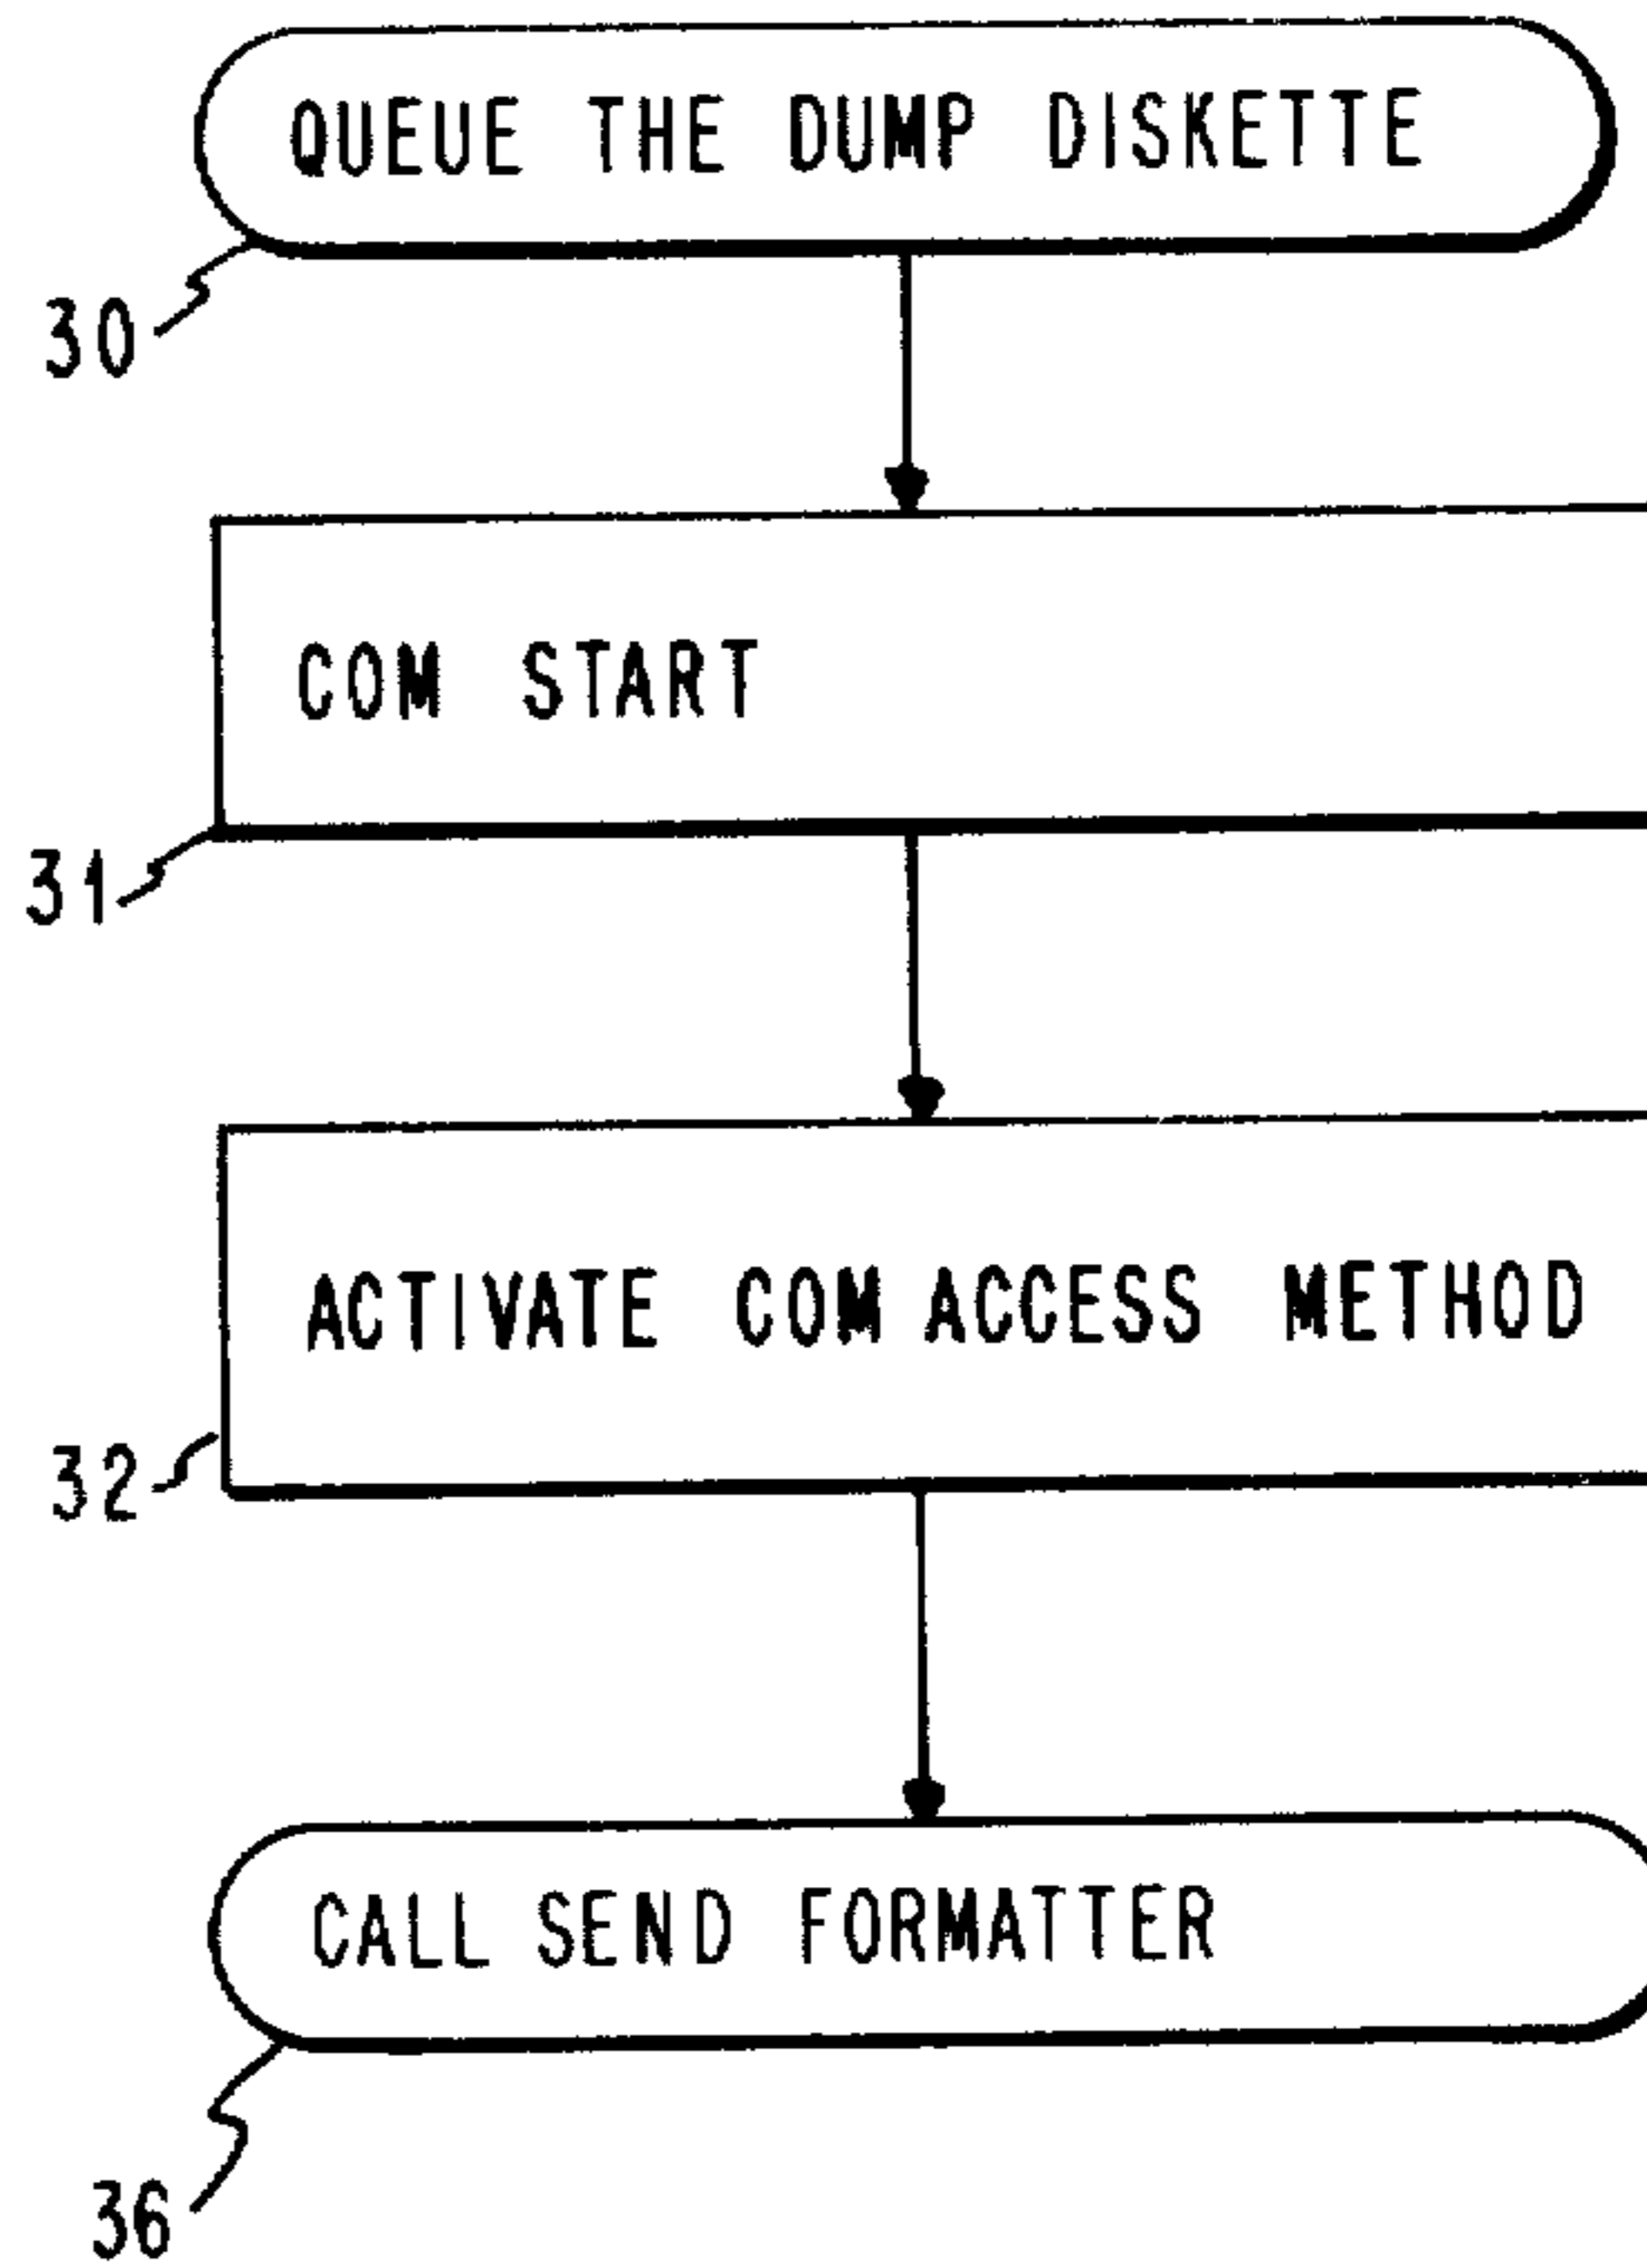 QUEUE THE DUMP DISKETTE
30
COM START
31
ACTIVATE COM ACCESS METHOD
32
CALL SEND FORMATTER
36